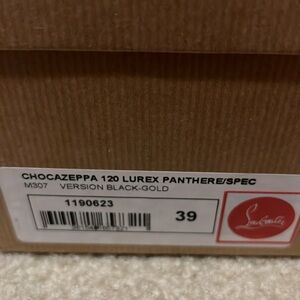 CHOCAZEPPA 120 LUREX PANTHERE/SPEC
M307 VERSION BLACK-GOLD
1190623
39